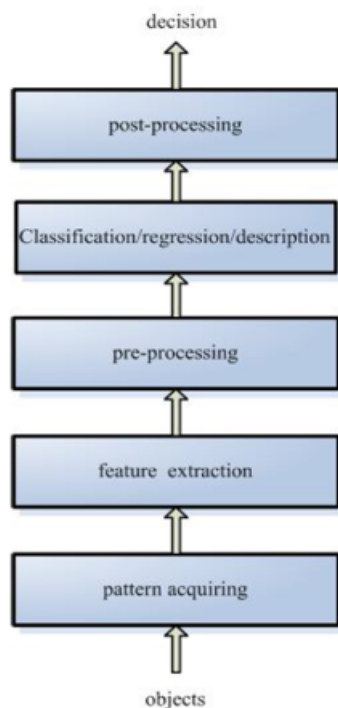 decision
post-processing
Classification/regression/description
pre-processing
feature extraction
pattern acquiring
objects